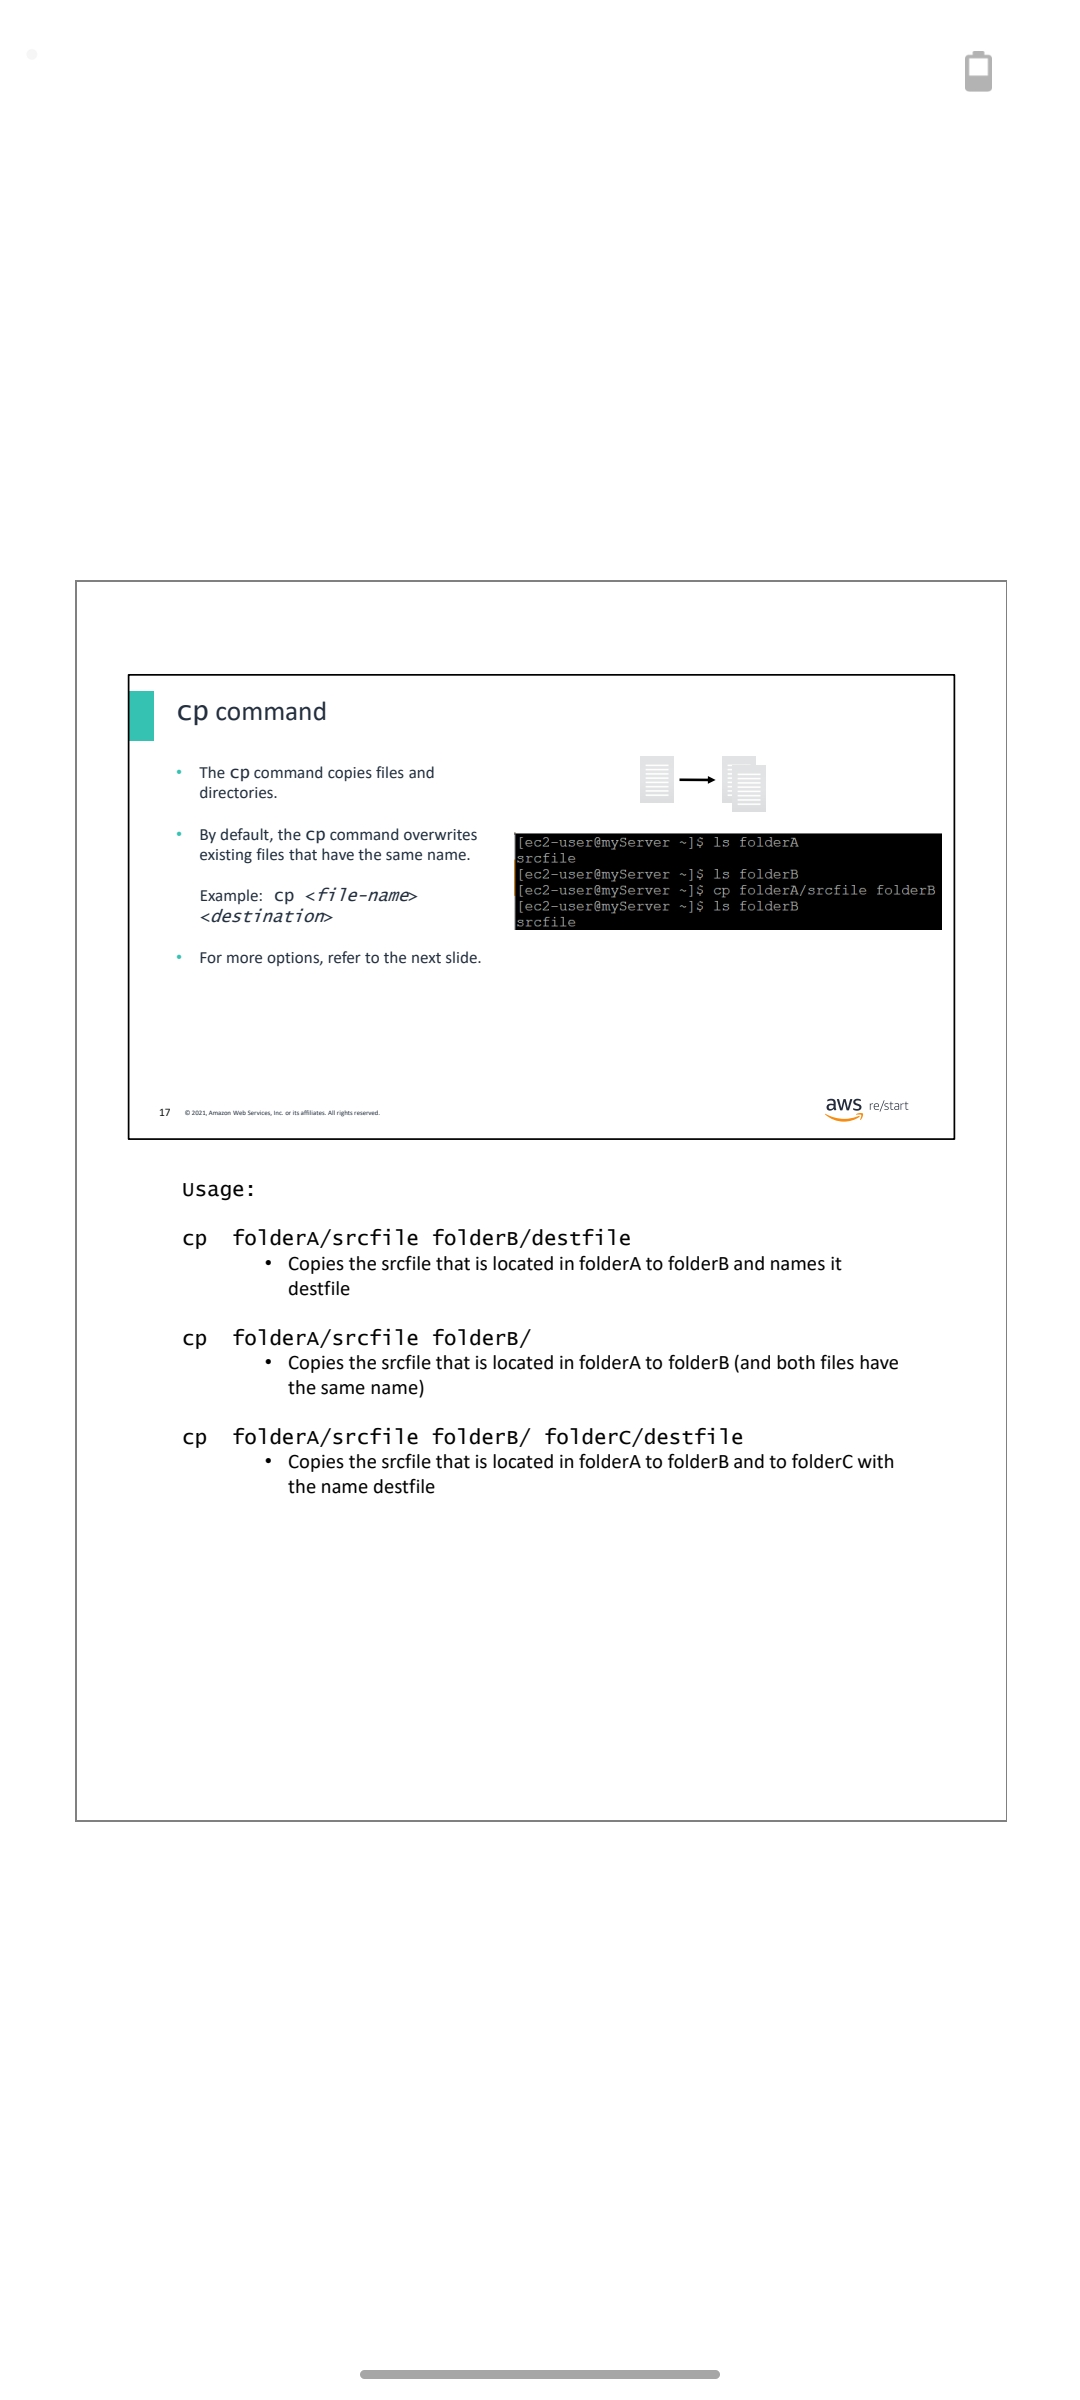 cp command
• The cp command copies files and
directories.
• By default, the cp command overwrites
existing files that have the same name.
Example: cp <file-name>
<destination>
• For more options, refer to the next slide.
[ec2-user@myServer ~]$ ls folderA
srcfile
[ec2-user@myServer ~]$ ls folderB
[ec2-user@myServer ~]$ cp folderA/srcfile folderB
[ec2-user@myServer ~]$ ls folderB
srcfile
17 © 2021, Amazon Web Services, Inc. or its affiliates. All rights reserved.
aws re/start
Usage:
cp folderA/srcfile folderB/destfile
• Copies the srcfile that is located in folderA to folderB and names it
destfile
cp folderA/srcfile folderB/
• Copies the srcfile that is located in folderA to folderB (and both files have
the same name)
cp folderA/srcfile folderB/ folderC/destfile
• Copies the srcfile that is located in folderA to folderB and to folderC with
the name destfile